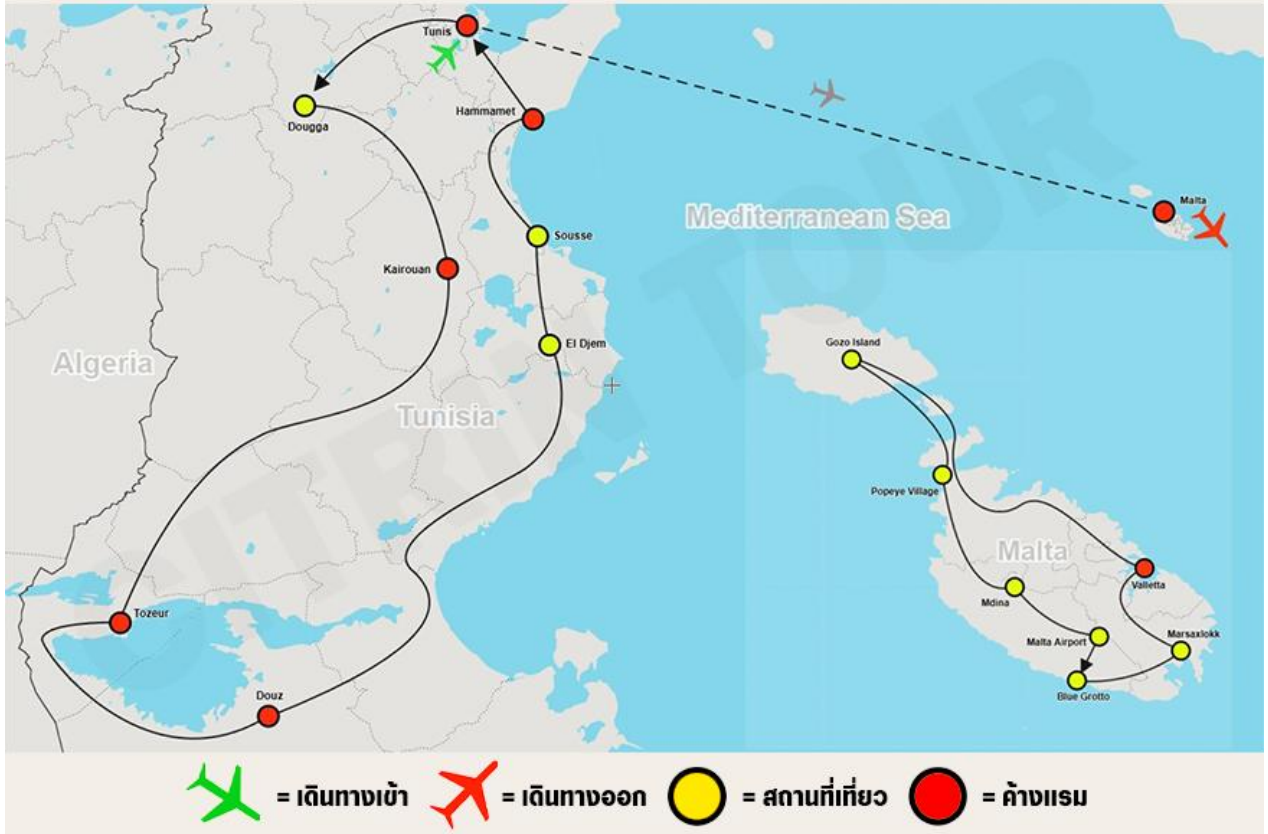 Tunis
Hammamet
Dougga
Malta
Mediterranean Sea
Sousse
Kairouan
El Djem
Algeria
Tunisia
Gozo Island
Popeye Village
Malta
Valletta
Mdina
Malta Airport
Marsaxlokk
Blue Grotto
Tozeur
Douz
TOUR
= เดินทางเข้า = เดินทางออก = สถานที่เที่ยว = ค้างแรม